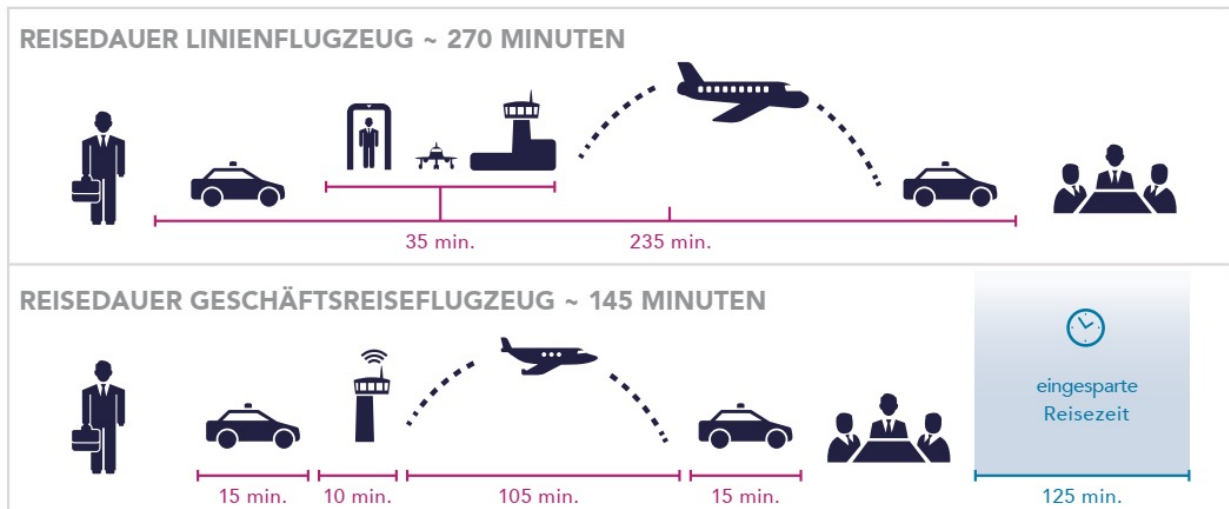 REISEDAUER LINIENFLUGZEUG ~ 270 MINUTEN
35 min.
235 min.
REISEDAUER GESCHÄFTSREISEFLUGZEUG ~ 145 MINUTEN
eingesparte
Reisezeit
15 min.
10 min.
105 min.
15 min.
125 min.